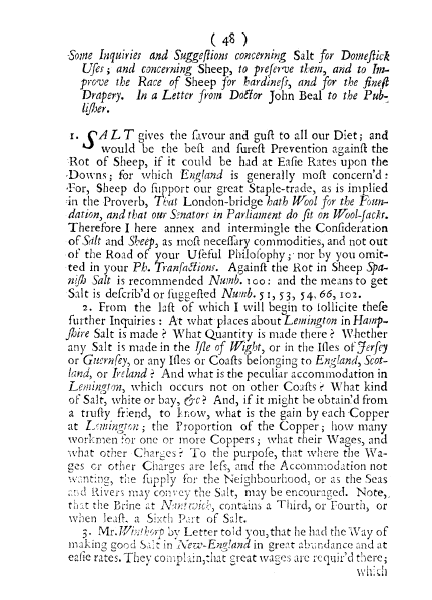 ( 48 )
Some Inquiries and Suggeſtions concerning Salt for Domeſtick
Uſes ; and concerning Sheep, to preſerve them, and to Im-
prove the Race of Sheep for hardineſs, and for the fineſt
Drapery. In a Letter from Doctor John Beal to the Pub-
liſher.
1. SALT gives the ſavour and guſt to all our Diet ; and
would be the beſt and ſureſt Prevention againſt the
Rot of Sheep, if it could be had at Eaſie Rates upon the
Downs ; for which England is generally moſt concern'd :
For, Sheep do ſupport our great Staple-trade, as is implied
in the Proverb, That London-bridge hath Wool for the Foun-
dation, and that our Senators in Parliament do ſit on Wool-ſacks.
Therefore I here annex and intermingle the Conſideration
of Salt and Sheep, as moſt neceſſary commodities, and not out
of the Road of your Uſeful Philoſophy ; nor by you omit-
ted in your Ph. Tranſactions. Againſt the Rot in Sheep Spa-
niſh Salt is recommended Numb. 100: and the means to get
Salt is deſcrib'd or ſuggeſted Numb. 51, 53, 54, 66, 102.
2. From the laſt of which I will begin to ſollicite theſe
further Inquiries : At what places about Lemington in Hamp-
ſhire Salt is made ? What Quantity is made there ? Whether
any Salt is made in the Iſle of Wight, or in the Iſles of Jerſey
or Guernſey, or any Iſles or Coaſts belonging to England, Scot-
land, or Ireland ? And what is the peculiar accommodation in
Lemington, which occurs not on other Coaſts ? What kind
of Salt, white or bay, &c ? And, if it might be obtain'd from
a truſty friend, to know, what is the gain by each Copper
at Lemington ; the Proportion of the Copper ; how many
workmen for one or more Coppers ; what their Wages, and
what other Charges ? To the purpoſe, that where the Wa-
ges or other Charges are leſs, and the Accommodation not
wanting, the ſupply for the Neighbourhood, or as the Seas
and Rivers may convey the Salt, may be encouraged. Note,
that the Brine at Nantwich, contains a Third, or Fourth, or
when leaſt, a Sixth Part of Salt.
3. Mr. Winthorp by Letter told you, that he had the Way of
making good Salt in New-England in great abundance and at
eaſie rates. They complain, that great wages are requir'd there ;
which